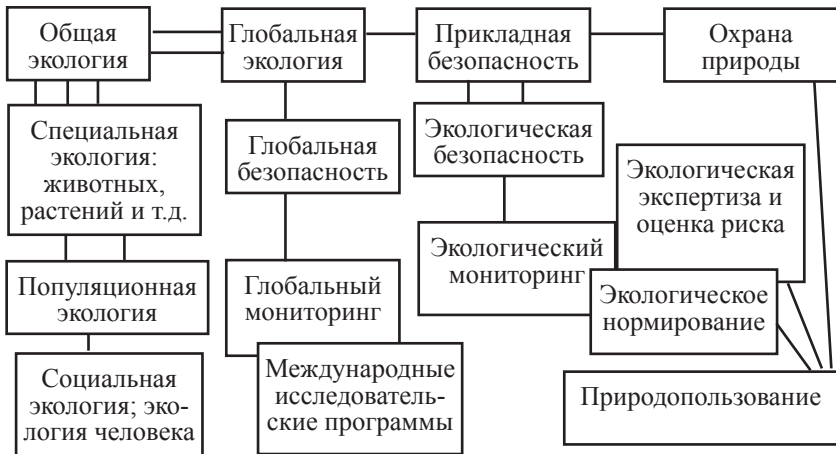 Общая
экология
Глобальная
экология
Прикладная
безопасность
Охрана
природы
Специальная
экология:
животных,
растений и т.д.
Глобальная
безопасность
Экологическая
безопасность
Экологическая
экспертиза и
оценка риска
Популяционная
экология
Глобальный
мониторинг
Экологический
мониторинг
Экологическое
нормирование
Социальная
экология; эко-
логия человека
Международные
исследователь-
ские программы
Природопользование